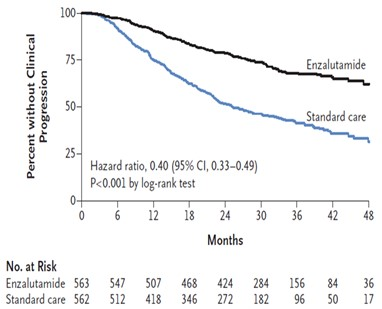 Percent without Clinical
Progression
100
75
50
25
0
Enzalutamide
Standard care
Hazard ratio, 0.40 (95% CI, 0.33–0.49)
P<0.001 by log-rank test
0 6 12 18 24 30 36 42 48
Months
No. at Risk
Enzalutamide 563 547 507 468 424 284 156 84 36
Standard care 562 512 418 346 272 182 96 50 17